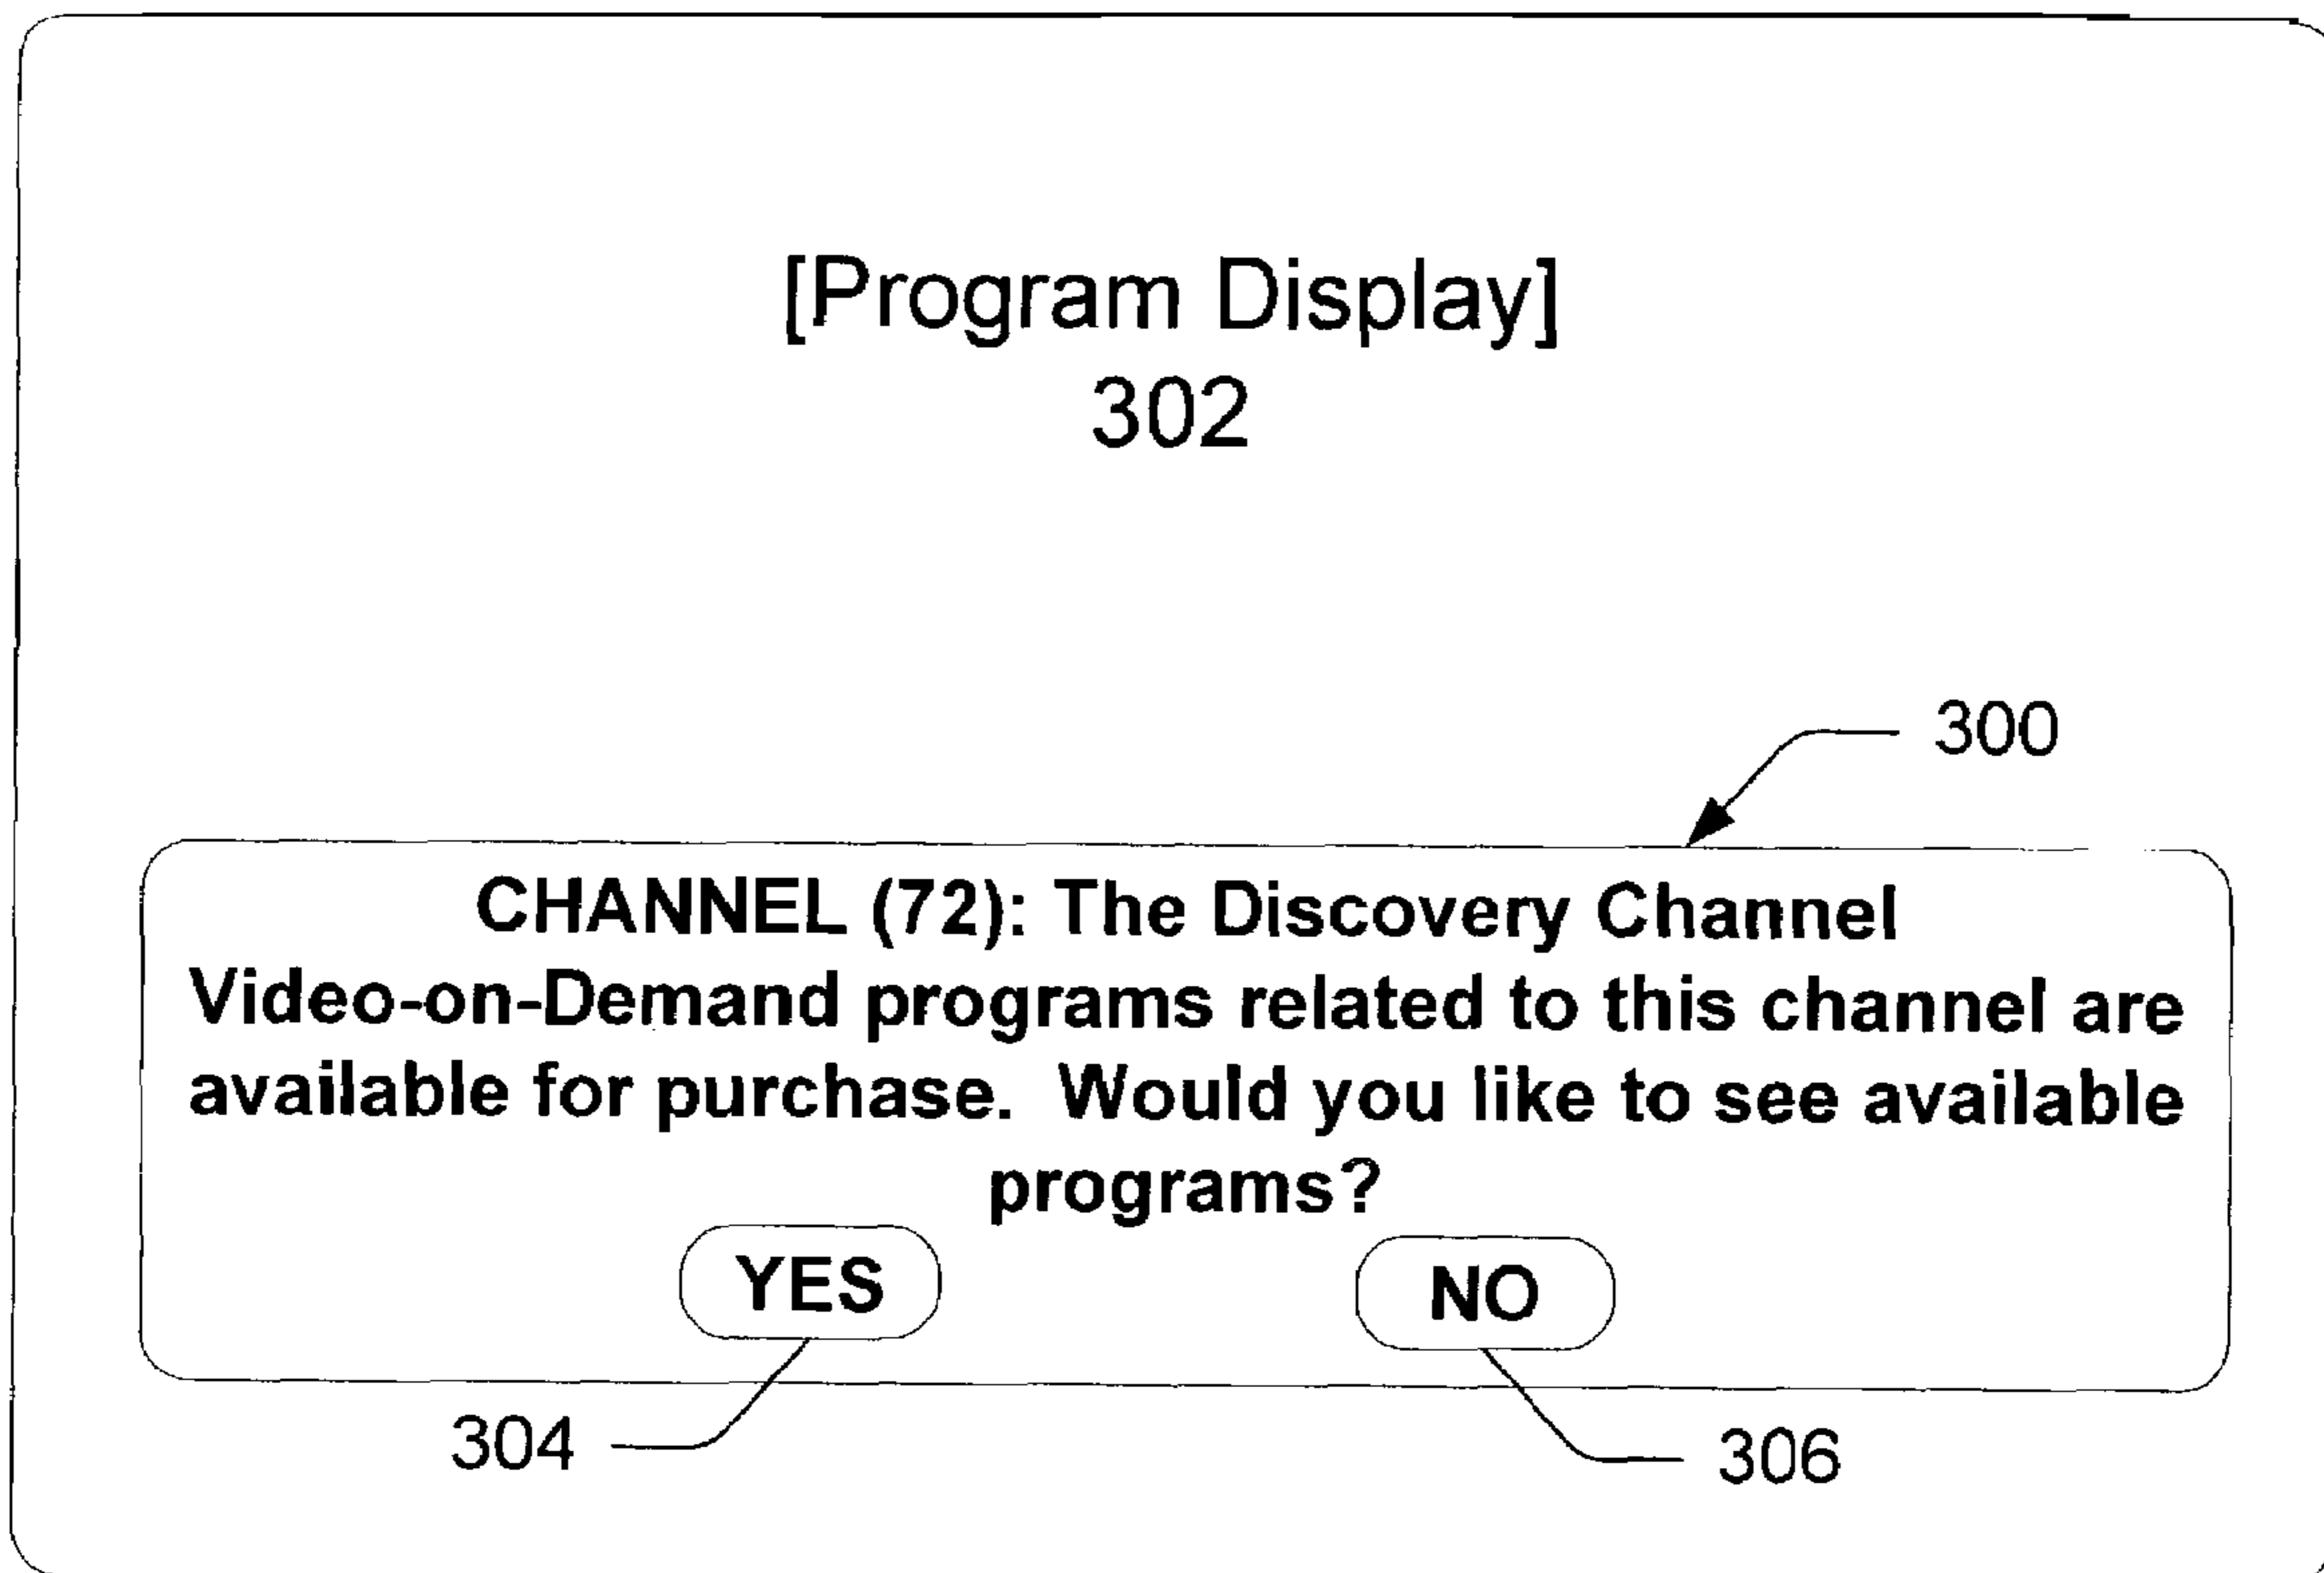 [Program Display]
302
300
CHANNEL (72): The Discovery Channel
Video-on-Demand programs related to this channel are
available for purchase.  Would you like to see available
programs?
YES
NO
304
306